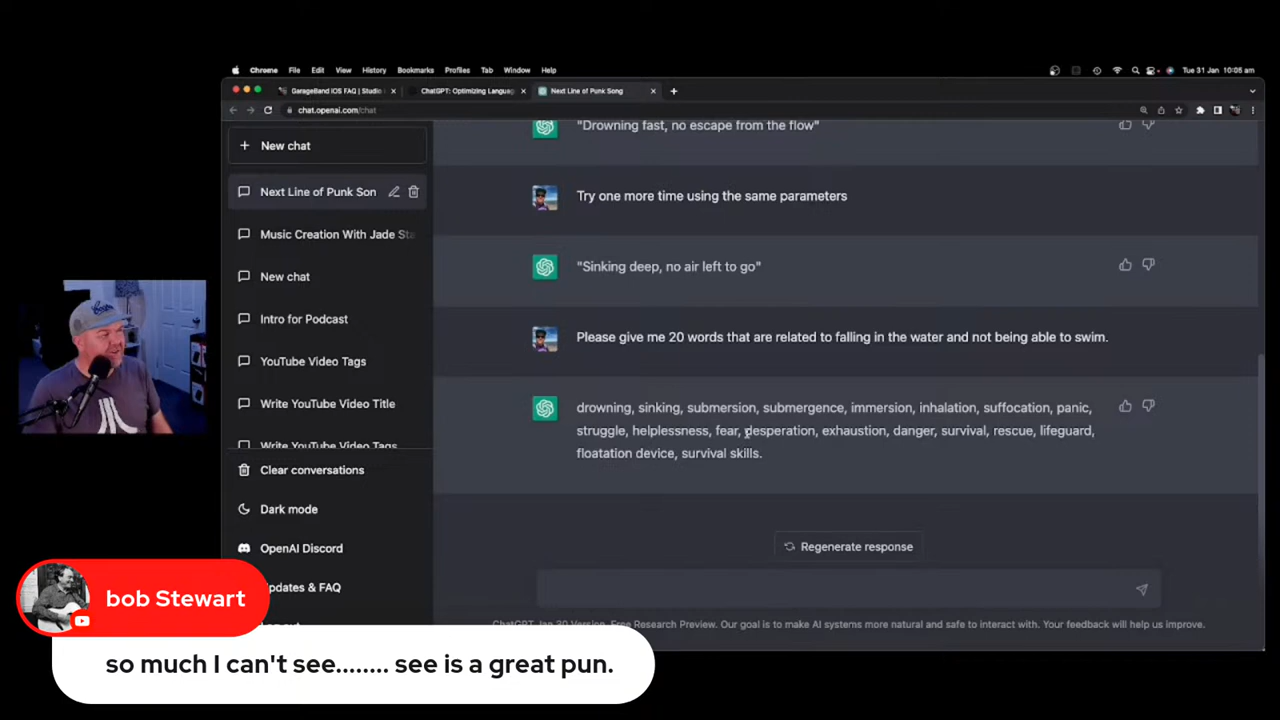 Chrome File Edit View History Bookmarks Profiles Tab Window Help Tue 31 Jan 10:05 am
GarageBand iOS FAQ | Studio ChatGPT: Optimizing Languag Next Line of Punk Song
chat.openai.com/chat
New chat
Next Line of Punk Son
Music Creation With Jade Sta
New chat
Intro for Podcast
YouTube Video Tags
Write YouTube Video Title
Write YouTube Video Tags
Clear conversations
Dark mode
OpenAI Discord
pdates & FAQ
"Drowning fast, no escape from the flow"
Try one more time using the same parameters
"Sinking deep, no air left to go"
Please give me 20 words that are related to falling in the water and not being able to swim.
drowning, sinking, submersion, submergence, immersion, inhalation, suffocation, panic,
struggle, helplessness, fear, desperation, exhaustion, danger, survival, rescue, lifeguard,
floatation device, survival skills.
Regenerate response
ChatGPT Jan 30 Version. Free Research Preview. Our goal is to make AI systems more natural and safe to interact with. Your feedback will help us improve.
bob Stewart
so much I can't see........ see is a great pun.